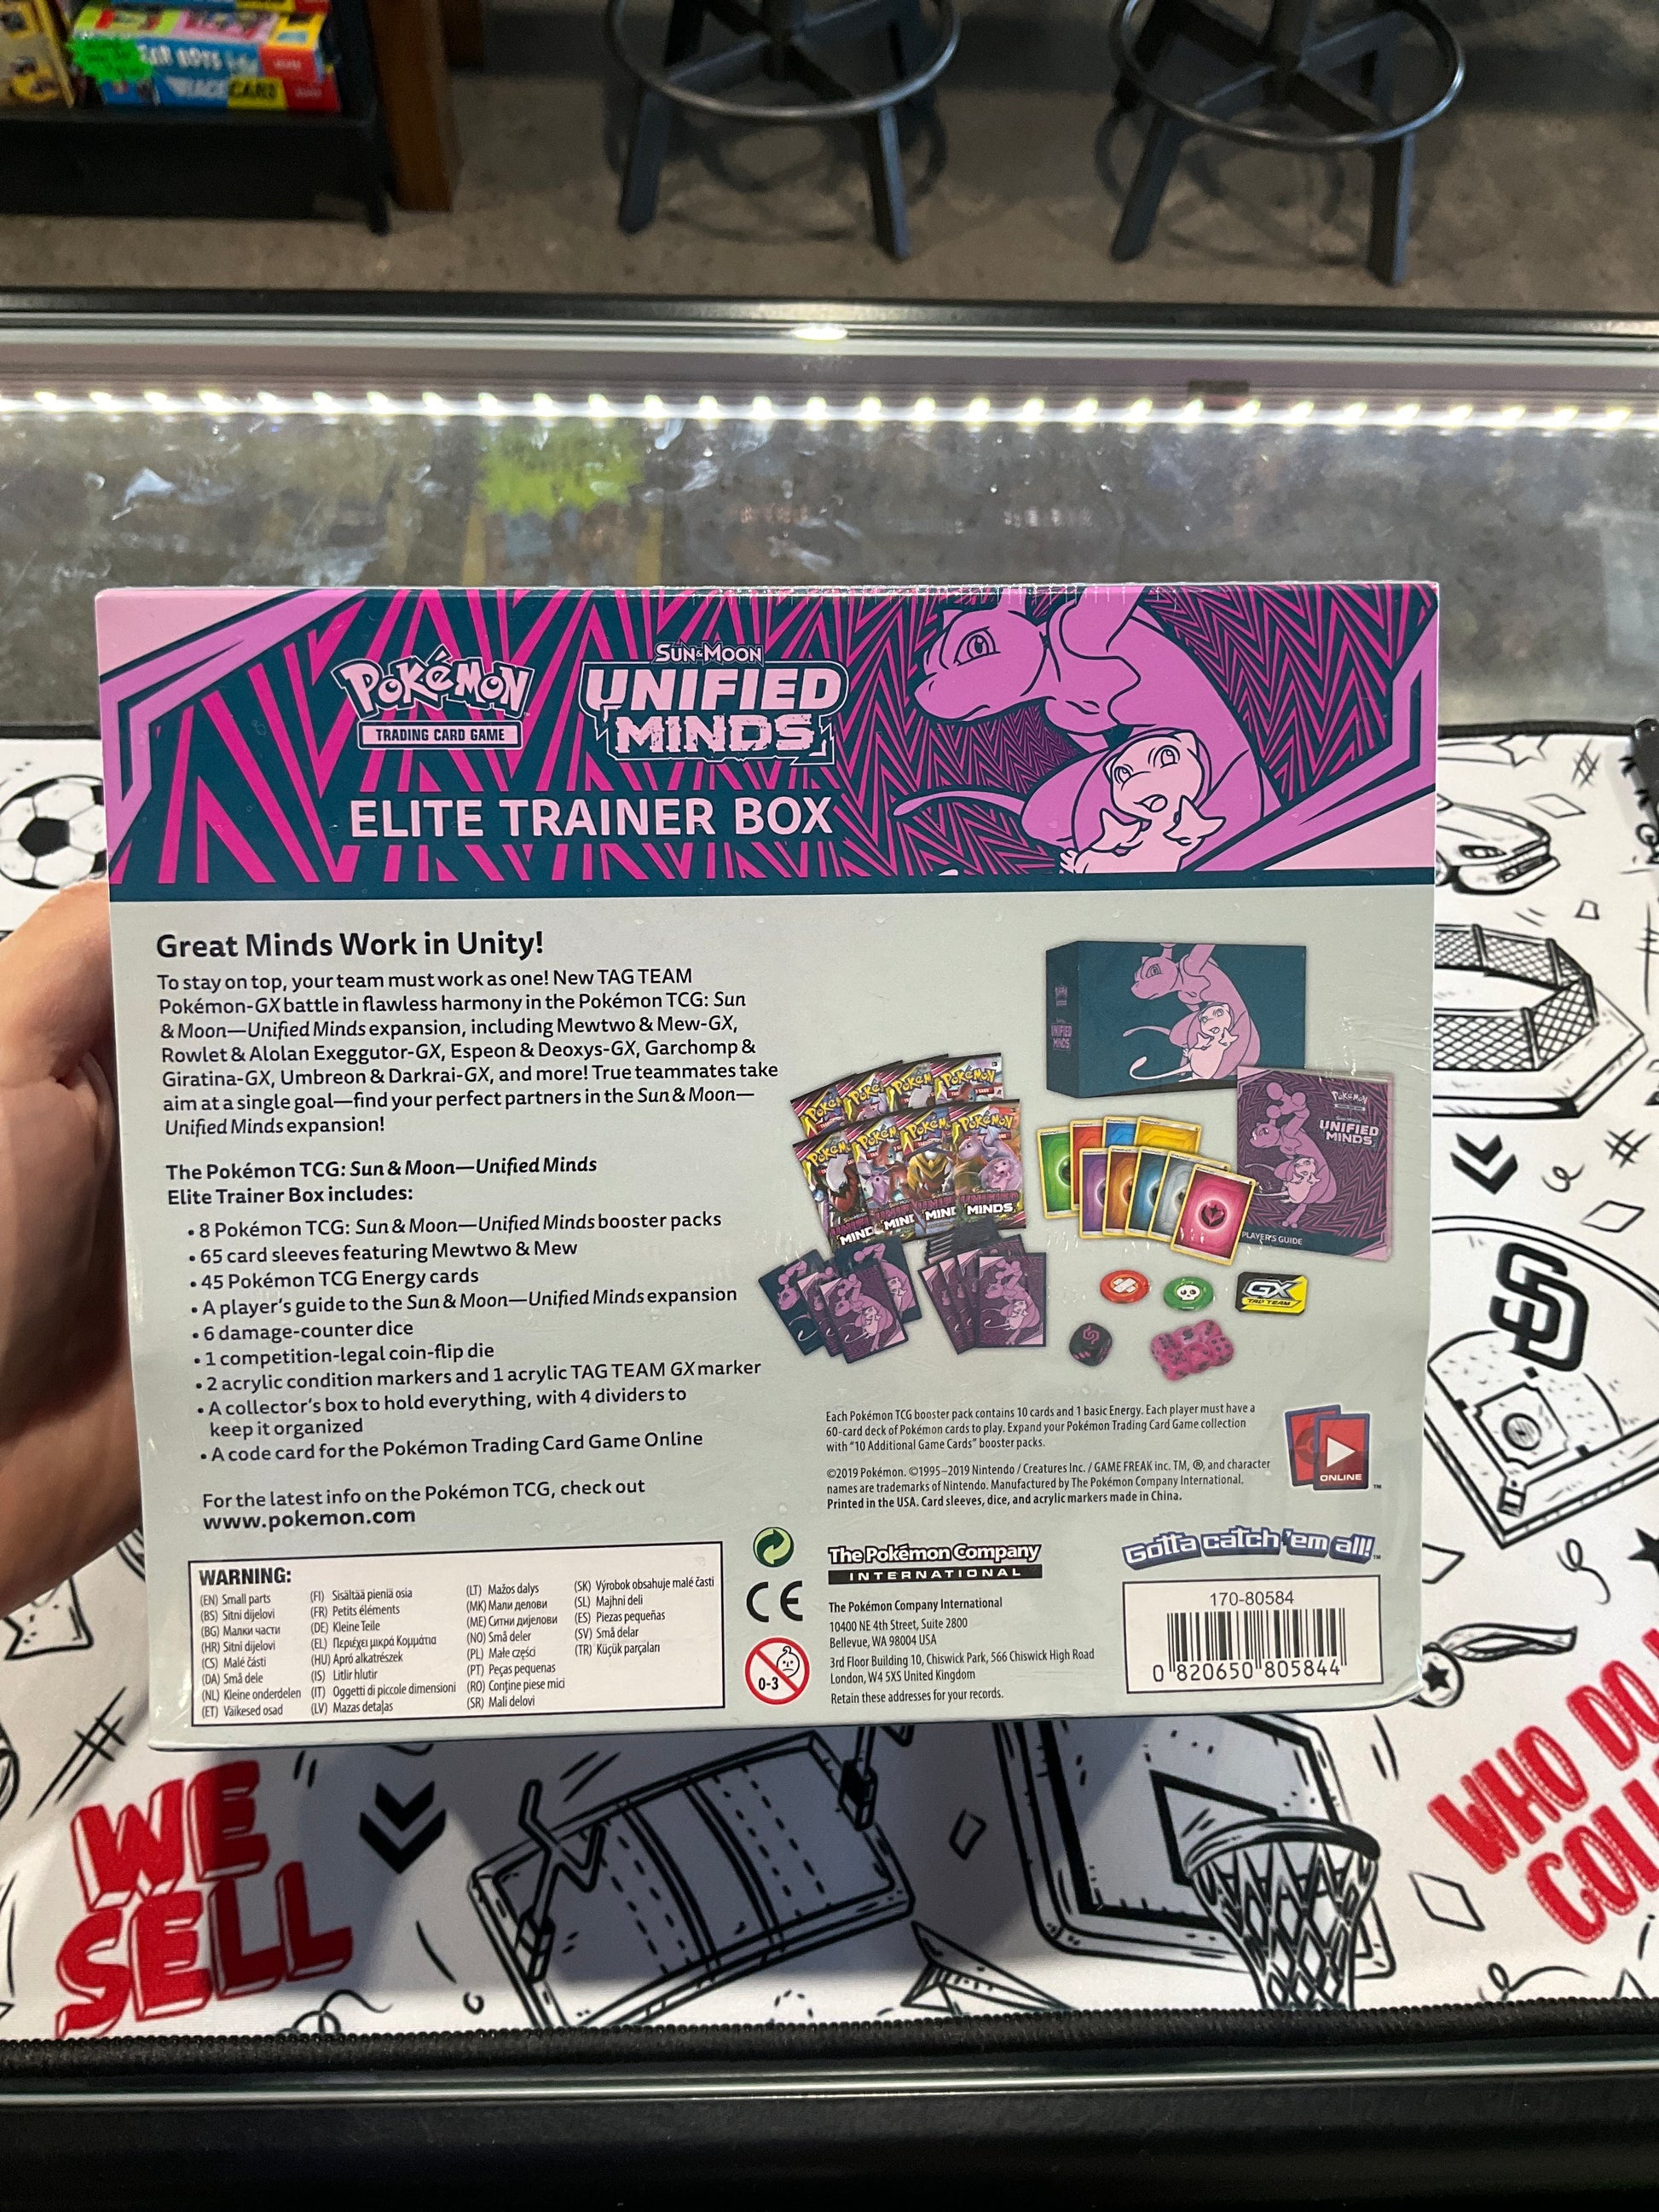 RACECARS
POKéMON
TRADING CARD GAME
SUN & MOON
UNIFIED
MINDS
ELITE TRAINER BOX
Great Minds Work in Unity!
To stay on top, your team must work as one! New TAG TEAM
Pokémon-GX battle in flawless harmony in the Pokémon TCG: Sun
& Moon—Unified Minds expansion, including Mewtwo & Mew-GX,
Rowlet & Alolan Exeggutor-GX, Espeon & Deoxys-GX, Garchomp &
Giratina-GX, Umbreon & Darkrai-GX, and more! True teammates take
aim at a single goal—find your perfect partners in the Sun & Moon—
Unified Minds expansion!
The Pokémon TCG: Sun & Moon—Unified Minds
Elite Trainer Box includes:
• 8 Pokémon TCG: Sun & Moon—Unified Minds booster packs
• 65 card sleeves featuring Mewtwo & Mew
• 45 Pokémon TCG Energy cards
• A player's guide to the Sun & Moon—Unified Minds expansion
• 6 damage-counter dice
• 1 competition-legal coin-flip die
• 2 acrylic condition markers and 1 acrylic TAG TEAM GX marker
• A collector's box to hold everything, with 4 dividers to
keep it organized
• A code card for the Pokémon Trading Card Game Online
For the latest info on the Pokémon TCG, check out
www.pokemon.com
UNIFIED
MINDS
POKéMON
UNIFIED
MINDS
PLAYER'S GUIDE
POKéMON
MINDS
GX
TAG TEAM
Each Pokémon TCG booster pack contains 10 cards and 1 basic Energy. Each player must have a
60-card deck of Pokémon cards to play. Expand your Pokémon Trading Card Game collection
with "10 Additional Game Cards" booster packs.
©2019 Pokémon. ©1995–2019 Nintendo / Creatures Inc. / GAME FREAK inc. TM, ®, and character
names are trademarks of Nintendo. Manufactured by The Pokémon Company International.
Printed in the USA. Card sleeves, dice, and acrylic markers made in China.
ONLINE
™
WARNING:
(EN) Small parts
(BS) Sitni dijelovi
(BG) Малки части
(HR) Sitni dijelovi
(CS) Malé části
(DA) Små dele
(NL) Kleine onderdelen
(ET) Väikesed osad
(FI) Sisältää pieniä osia
(FR) Petits éléments
(DE) Kleine Teile
(EL) Περιέχει μικρά Κομμάτια
(HU) Apró alkatrészek
(IS) Litlir hlutir
(IT) Oggetti di piccole dimensioni
(LV) Mazas detaļas
(LT) Mažos dalys
(MK) Мали делови
(ME) Ситни дијелови
(NO) Små deler
(PL) Małe części
(PT) Peças pequenas
(RO) Conține piese mici
(SR) Mali delovi
(SK) Výrobok obsahuje malé časti
(SL) Majhni deli
(ES) Piezas pequeñas
(SV) Små delar
(TR) Küçük parçaları
CE
0-3
The Pokémon Company
INTERNATIONAL
The Pokémon Company International
10400 NE 4th Street, Suite 2800
Bellevue, WA 98004 USA
3rd Floor Building 10, Chiswick Park, 566 Chiswick High Road
London, W4 5XS United Kingdom
Retain these addresses for your records.
Gotta catch 'em all!™
170-80584
0 820650 805844
SD
WE
SELL
WHO DO